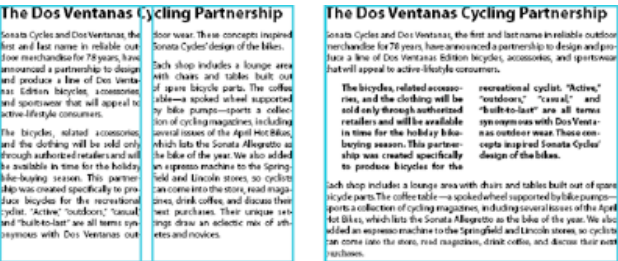 The Dos Ventanas Cycling Partnership
Sonata Cycles and Dos Ventanas, the
first and last name in reliable out-
door merchandise for 78 years, have
announced a partnership to design
and produce a line of Dos Venta-
nas Edition bicycles, accessories,
and sportswear that will appeal to
active-lifestyle consumers.
The bicycles, related accessories,
and the clothing will be sold only
through authorized retailers and will
be available in time for the holiday
bike-buying season. This partner-
ship was created specifically to pro-
duce bicycles for the recreational
cyclist. "Active," "outdoors," "casual,"
and "built-to-last" are all terms syn-
onymous with Dos Ventanas out-
door wear. These concepts inspired
Sonata Cycles' design of the bikes.
Each shop includes a lounge area
with chairs and tables built out
of spare bicycle parts. The coffee
table—a spoked wheel supported
by bike pumps—sports a collec-
tion of cycling magazines, including
several issues of the April Hot Bikes,
which lists the Sonata Allegretto as
the bike of the year. We also added
an espresso machine to the Spring-
field and Lincoln stores, so cyclists
can come into the store, read maga-
zines, drink coffee, and discuss their
next purchases. Their unique set-
tings draw an eclectic mix of ath-
letes and novices.
The Dos Ventanas Cycling Partnership
Sonata Cycles and Dos Ventanas, the first and last name in reliable outdoor
merchandise for 78 years, have announced a partnership to design and pro-
duce a line of Dos Ventanas Edition bicycles, accessories, and sportswear
that will appeal to active-lifestyle consumers.
The bicycles, related accesso-
ries, and the clothing will be
sold only through authorized
retailers and will be available
in time for the holiday bike-
buying season. This partner-
ship was created specifically
to produce bicycles for the
recreational cyclist. "Active,"
"outdoors," "casual," and
"built-to-last" are all terms
synonymous with Dos Venta-
nas outdoor wear. These con-
cepts inspired Sonata Cycles'
design of the bikes.
Each shop includes a lounge area with chairs and tables built out of spare
bicycle parts. The coffee table—a spoked wheel supported by bike pumps—
sports a collection of cycling magazines, including several issues of the April
Hot Bikes, which lists the Sonata Allegretto as the bike of the year. We also
added an espresso machine to the Springfield and Lincoln stores, so cyclists
can come into the store, read magazines, drink coffee, and discuss their next
purchases.